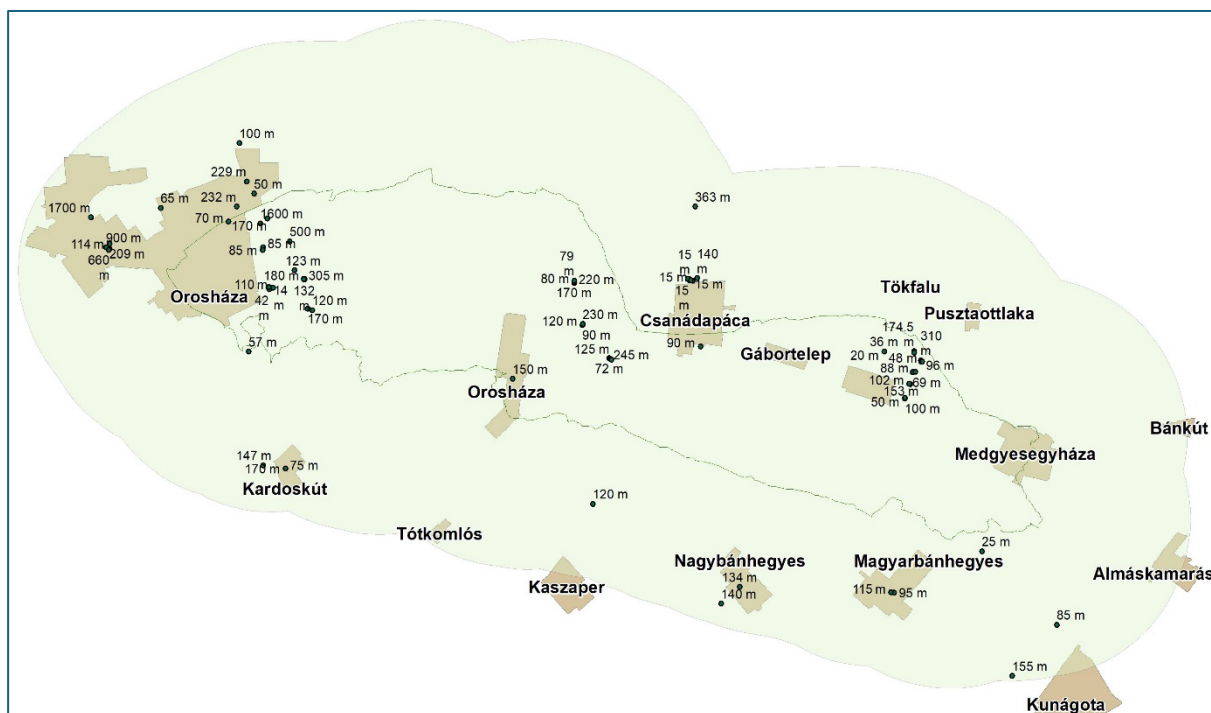 100 m
229 m
50 m
65 m
232 m
363 m
1700 m
70 m
170 m
1600 m
500 m
900 m
114 m
209 m
660
m
85 m
85 m
123 m
180 m
305 m
110 m
14
42
m
132
m
120 m
170 m
Orosháza
79
m
80 m
220 m
170 m
15
m
140
m
15 m
15 m
15
m
Tökfalu
Csanádapáca
Pusztaottlaka
120 m
230 m
90 m
125 m
245 m
72 m
90 m
Gábortelep
174.5
m
310
m
36 m
20 m
48 m
96 m
88 m
102 m
69 m
153 m
50 m
100 m
57 m
150 m
Orosháza
Bánkút
Medgyesegyháza
147 m
170 m
75 m
Kardoskút
120 m
Tótkomlós
25 m
Nagybánhegyes
Magyarbánhegyes
134 m
140 m
115 m
95 m
Kaszaper
Almáskamarás
85 m
155 m
Kunágota